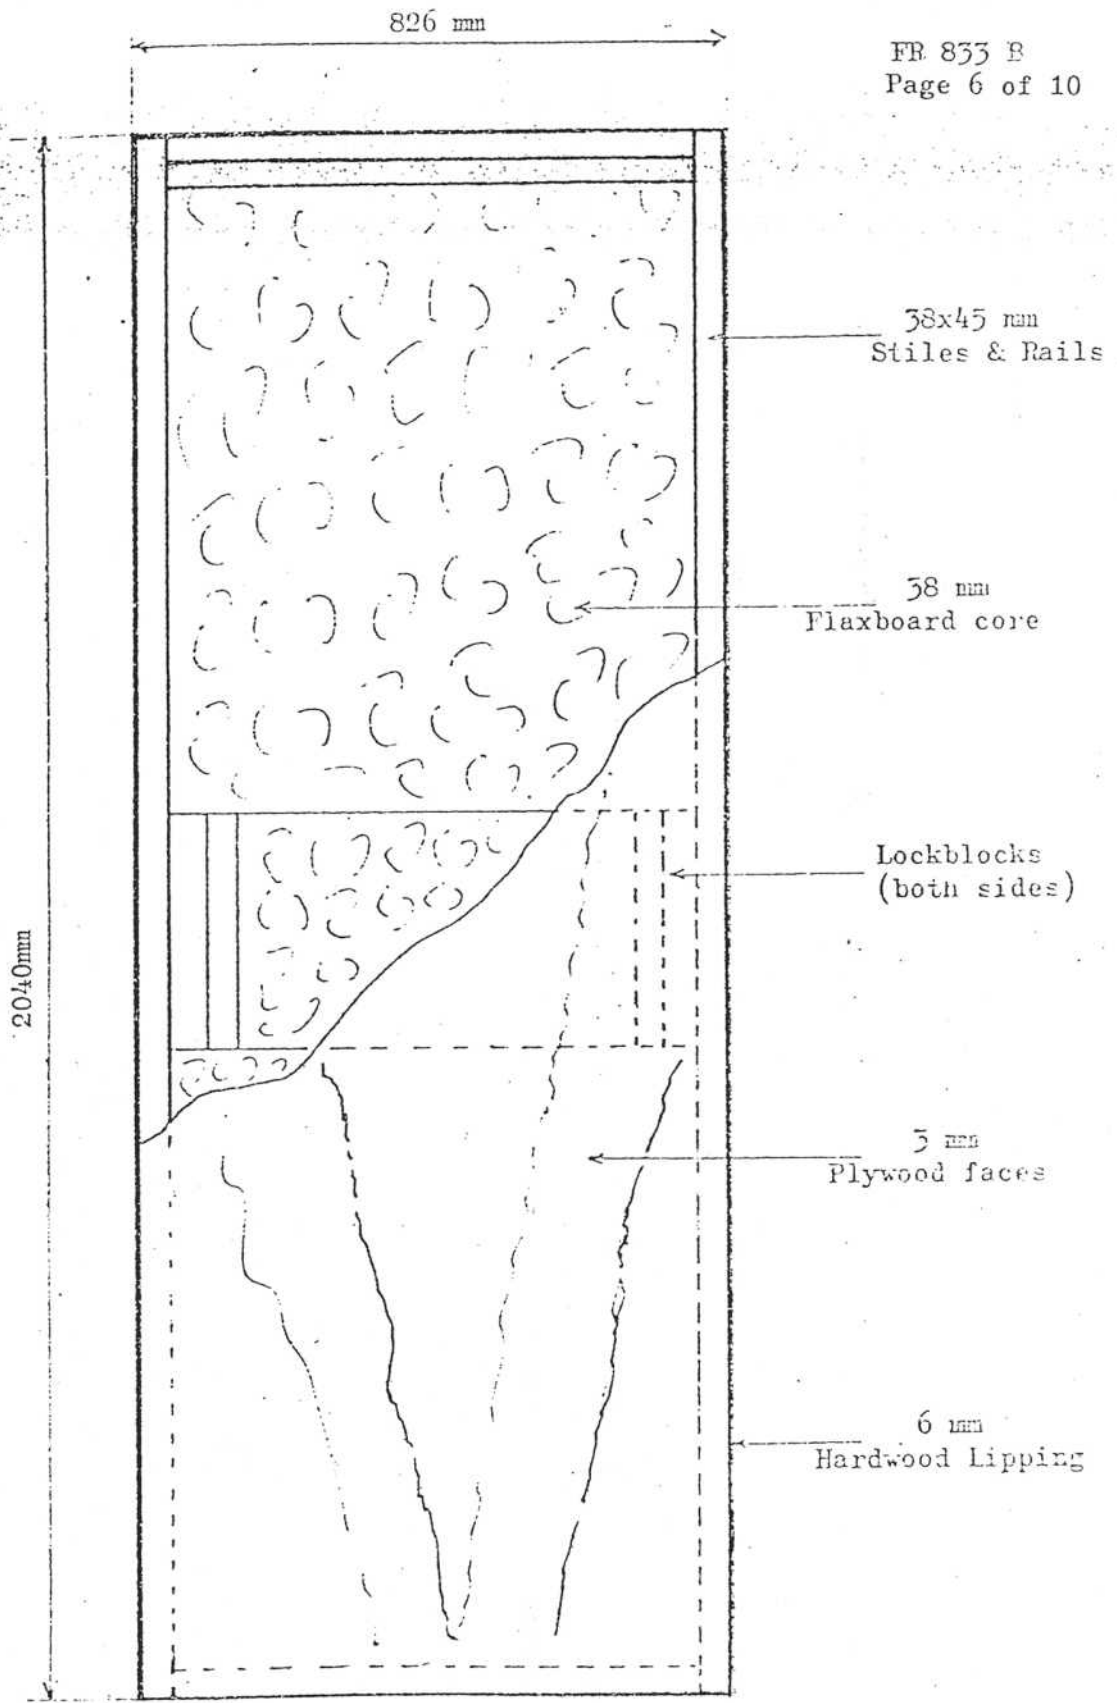 826 mm
FR 833 B
Page 6 of 10
38x45 mm
Stiles & Rails
38 mm
Flaxboard core
Lockblocks
(both sides)
2040mm
mm
Plywood faces
6 mm
Hardwood Lipping